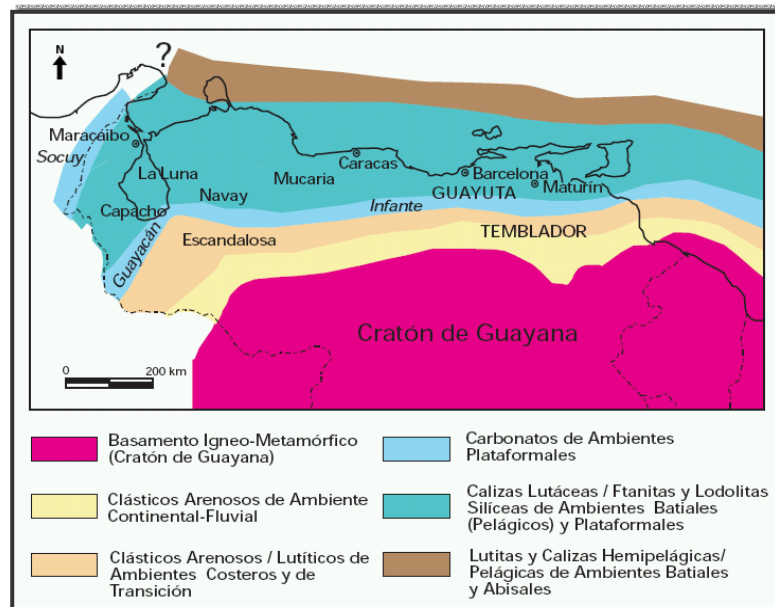 N
?
Maracaibo
Socuy
La Luna
Caracas
Barcelona
Mucaria
Navay
GUAYUTA
Maturín
Capacho
Infante
Guayacán
Escandalosa
TEMBLADOR
Cratón de Guayana
0 200 km
Basamento Igneo-Metamórfico
(Cratón de Guayana)
Clásticos Arenosos de Ambiente
Continental-Fluvial
Clásticos Arenosos / Lutíticos de
Ambientes Costeros y de
Transición
Carbonatos de Ambientes
Plataformales
Calizas Lutáceas / Ftanitas y Lodolitas
Silíceas de Ambientes Batiales
(Pelágicos) y Plataformales
Lutitas y Calizas Hemipelágicas/
Pelágicas de Ambientes Batiales
y Abisales